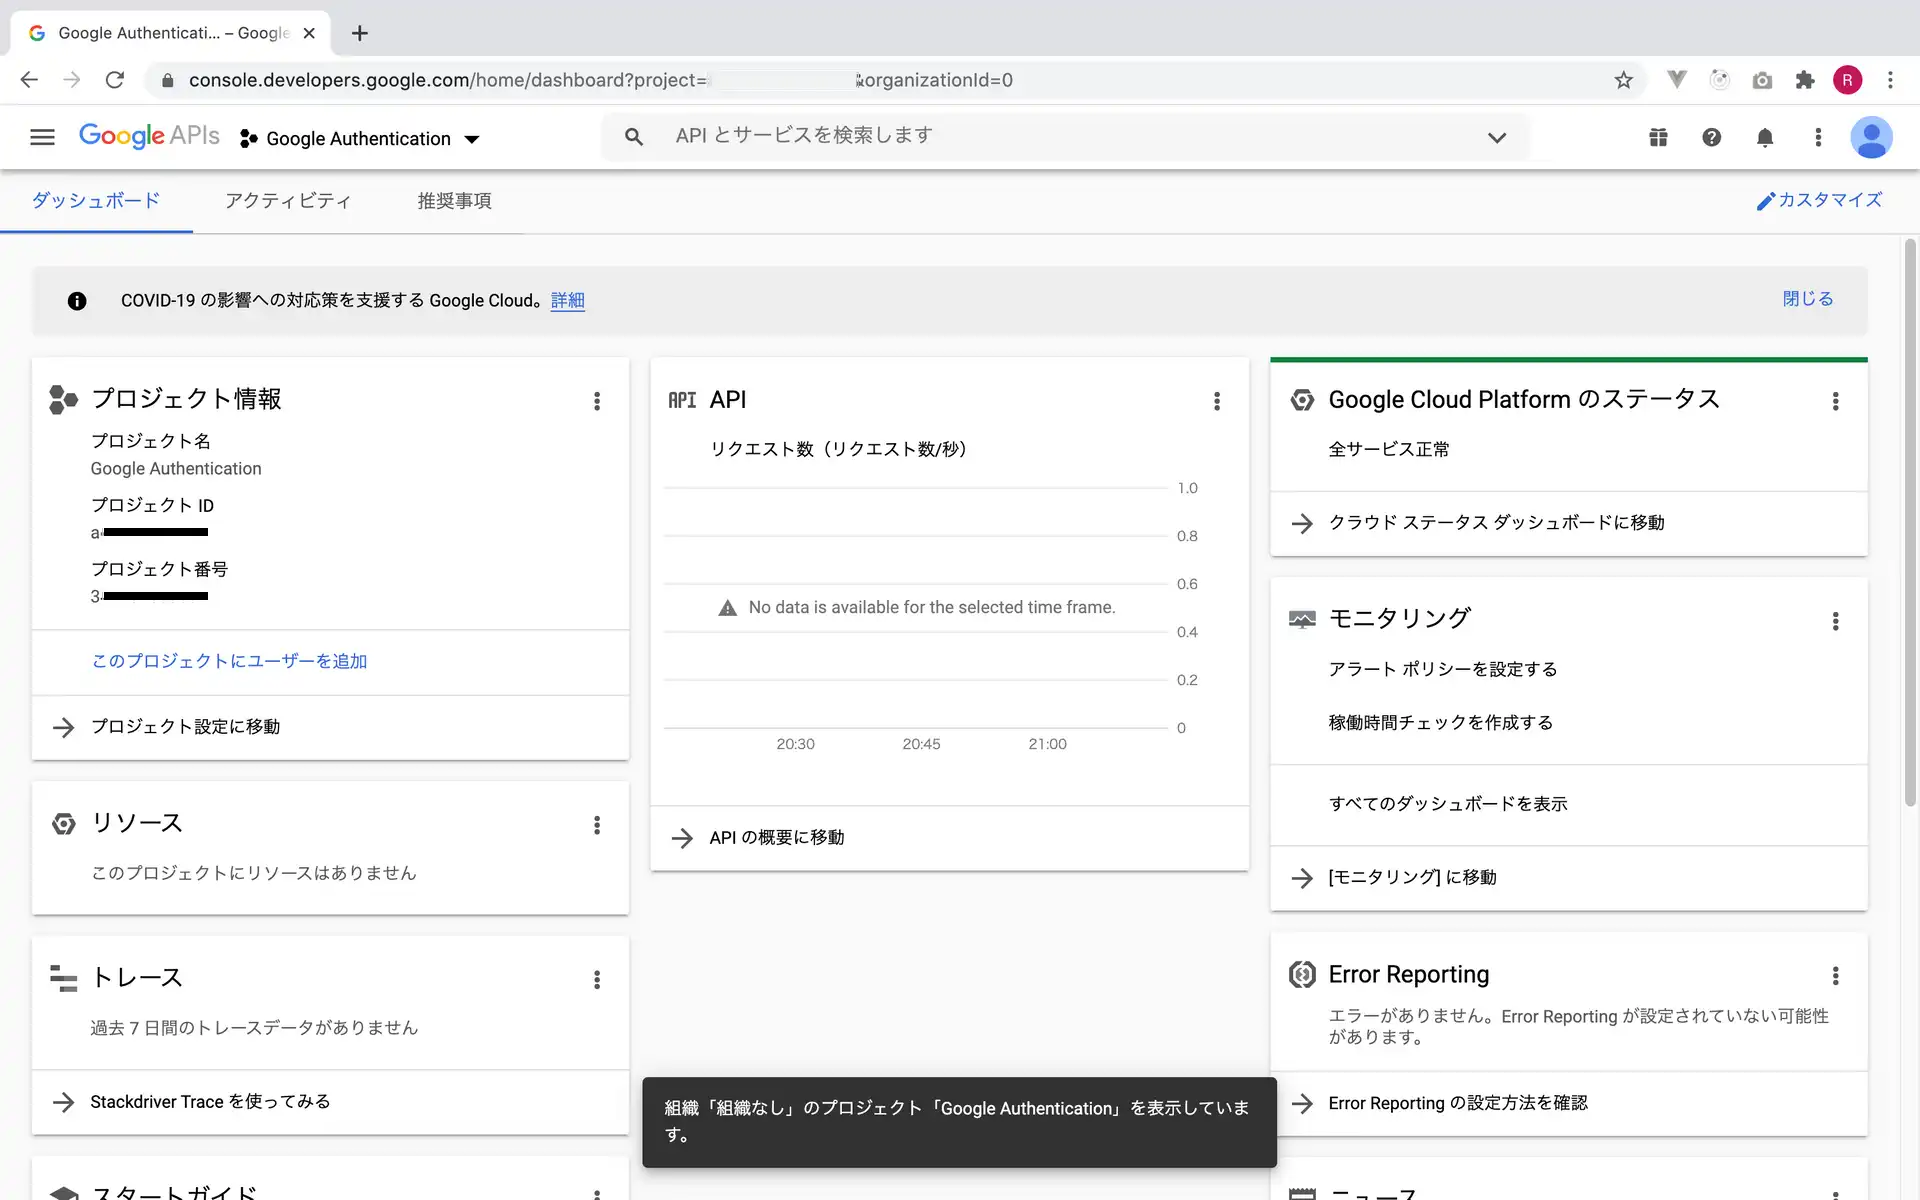 Google Authenticati... – Google
console.developers.google.com/home/dashboard?project=
&organizationId=0
R
Google APIs
Google Authentication
API とサービスを検索します
ダッシュボード
アクティビティ
推奨事項
カスタマイズ
COVID-19 の影響への対応策を支援する Google Cloud。詳細
閉じる
プロジェクト情報
プロジェクト名
Google Authentication
プロジェクト ID
a
プロジェクト番号
3
このプロジェクトにユーザーを追加
プロジェクト設定に移動
リソース
このプロジェクトにリソースはありません
トレース
過去 7 日間のトレースデータがありません
Stackdriver Trace を使ってみる
スタートガイド
API API
リクエスト数（リクエスト数/秒）
1.0
0.8
0.6
No data is available for the selected time frame.
0.4
0.2
0
20:30 20:45 21:00
API の概要に移動
Google Cloud Platform のステータス
全サービス正常
クラウド ステータス ダッシュボードに移動
モニタリング
アラート ポリシーを設定する
稼働時間チェックを作成する
すべてのダッシュボードを表示
[モニタリング] に移動
Error Reporting
エラーがありません。Error Reporting が設定されていない可能性
があります。
Error Reporting の設定方法を確認
ニュース
組織「組織なし」のプロジェクト「Google Authentication」を表示していま
す。